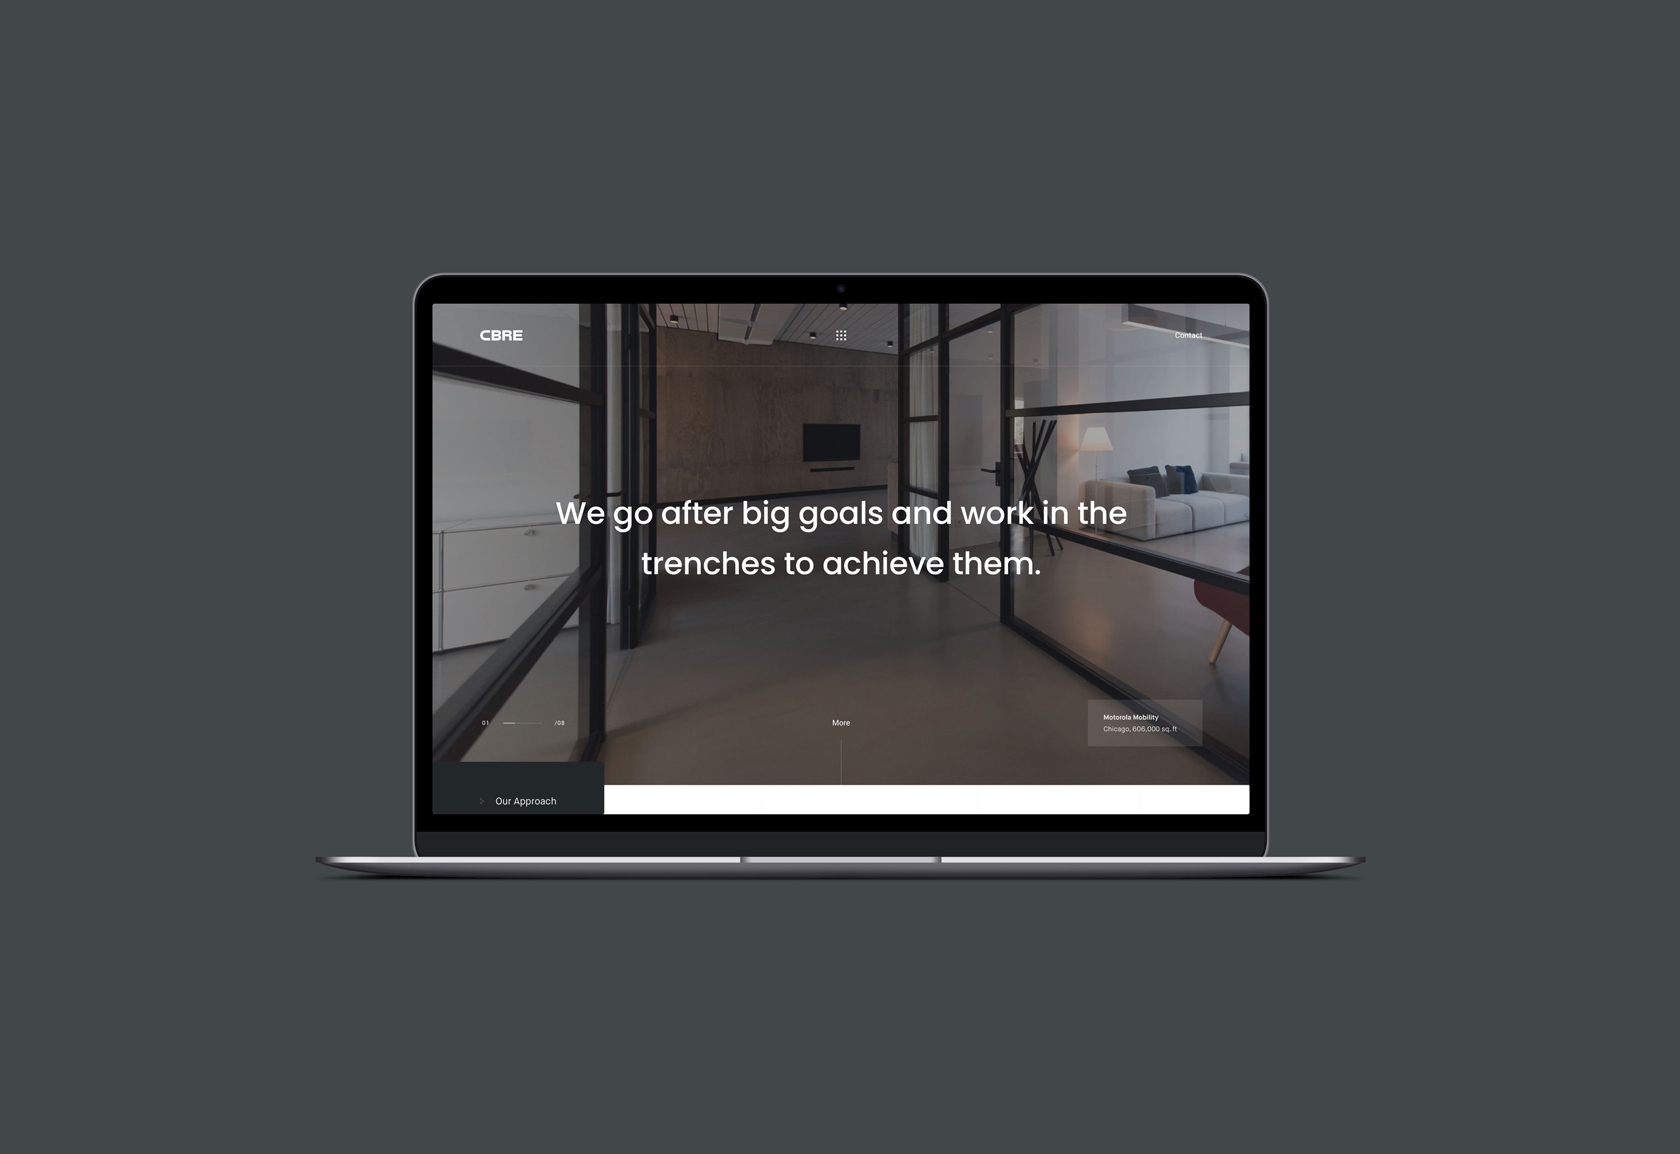 CBRE
Contact
We go after big goals and work in the
trenches to achieve them.
01 /08
More
Motorola Mobility
Chicago, 606,000 sq.ft
Our Approach